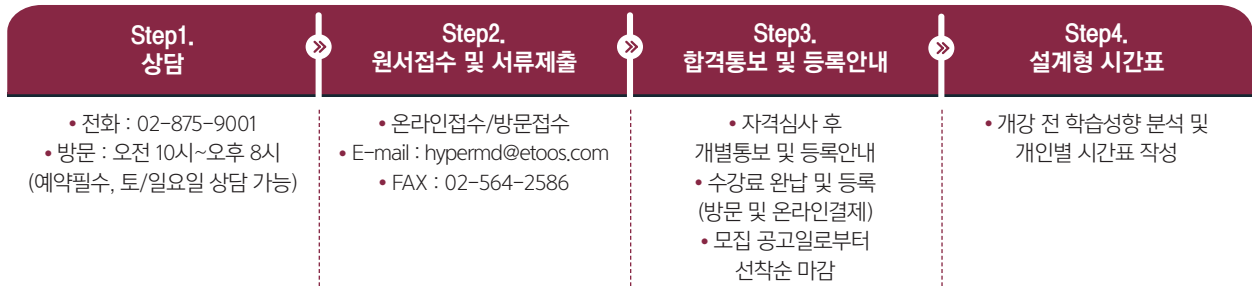 Step1.
상담
Step2.
원서접수 및 서류제출
Step3.
합격통보 및 등록안내
Step4.
설계형 시간표
• 전화 : 02-875-9001
• 방문 : 오전 10시~오후 8시
(예약필수, 토/일요일 상담 가능)
• 온라인접수/방문접수
• E-mail : hypermd@etoos.com
• FAX : 02-564-2586
• 자격심사 후
개별통보 및 등록안내
• 수강료 완납 및 등록
(방문 및 온라인결제)
• 모집 공고일로부터
선착순 마감
• 개강 전 학습성향 분석 및
개인별 시간표 작성